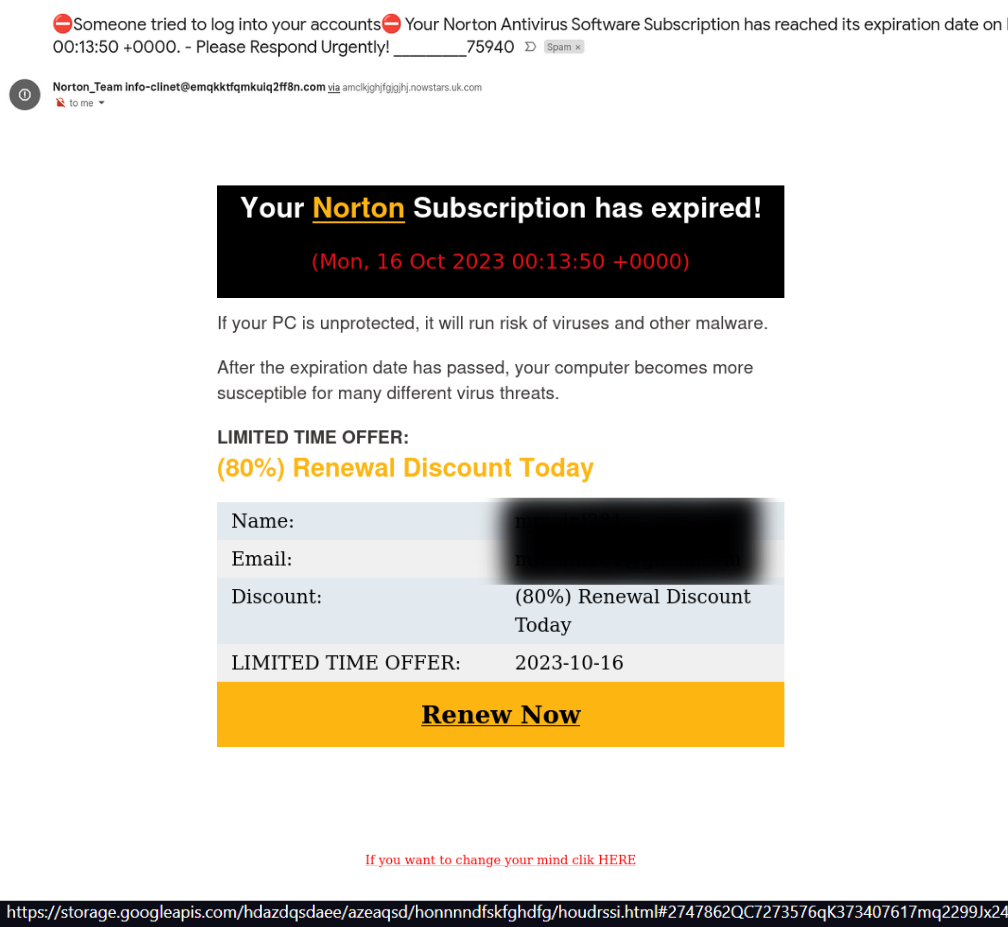 ⛔Someone tried to log into your accounts⛔ Your Norton Antivirus Software Subscription has reached its expiration date on
00:13:50 +0000. - Please Respond Urgently! ________75940 Spam ×
Norton_Team info-clinet@emqkktfqmkuiq2ff8n.com via amclkjghjfgjgjhj.nowstars.uk.com
to me
Your Norton Subscription has expired!
(Mon, 16 Oct 2023 00:13:50 +0000)
If your PC is unprotected, it will run risk of viruses and other malware.
After the expiration date has passed, your computer becomes more
susceptible for many different virus threats.
LIMITED TIME OFFER:
(80%) Renewal Discount Today
Name:
Email:
Discount: (80%) Renewal Discount
Today
LIMITED TIME OFFER: 2023-10-16
Renew Now
If you want to change your mind clik HERE
https://storage.googleapis.com/hdazdqsdaee/azeaqsd/honnnndfskfghdfg/houdrssi.html#2747862QC7273576qK373407617mq2299Jx24